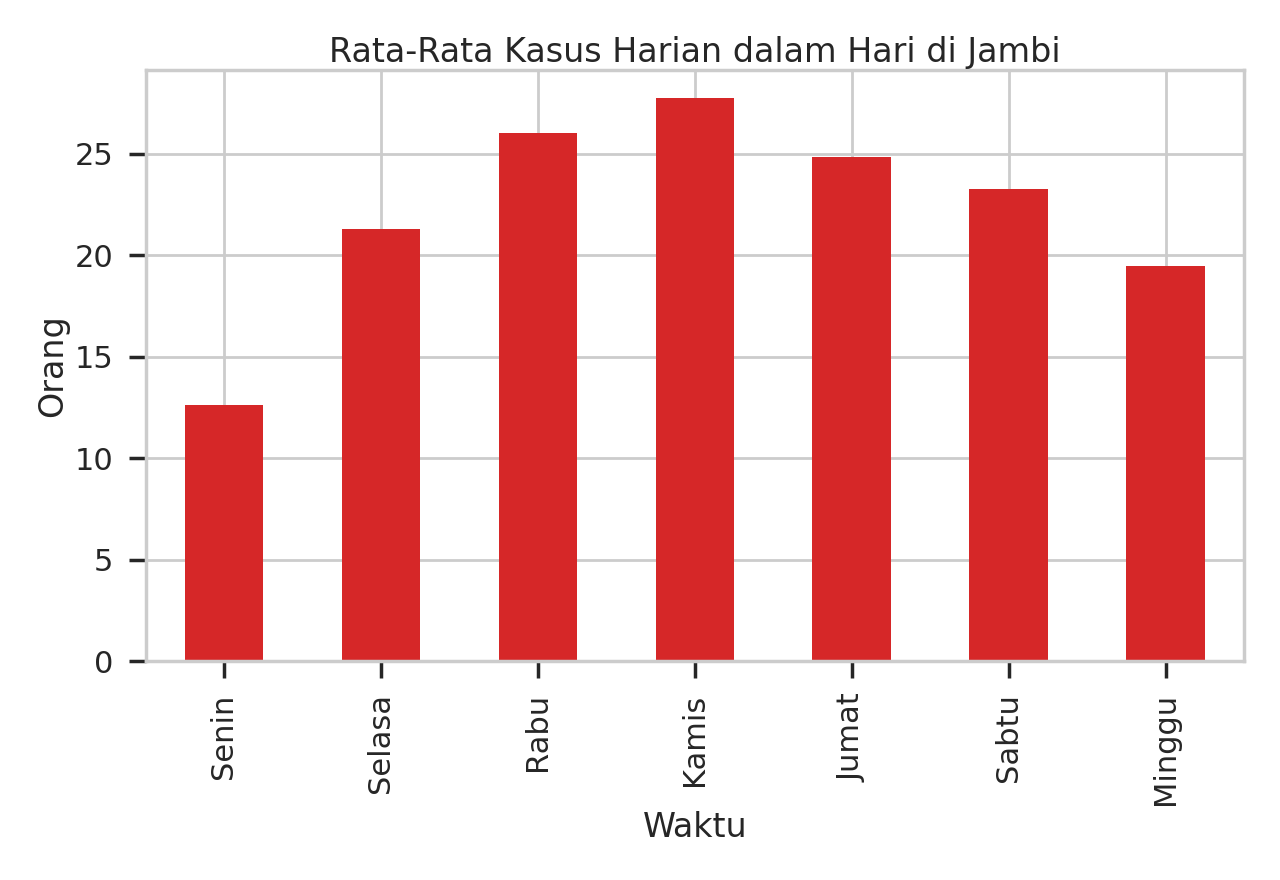 Rata-Rata Kasus Harian dalam Hari di Jambi
Orang
25
20
15
10
5
0
Senin
Selasa
Rabu
Kamis
Jumat
Sabtu
Minggu
Waktu